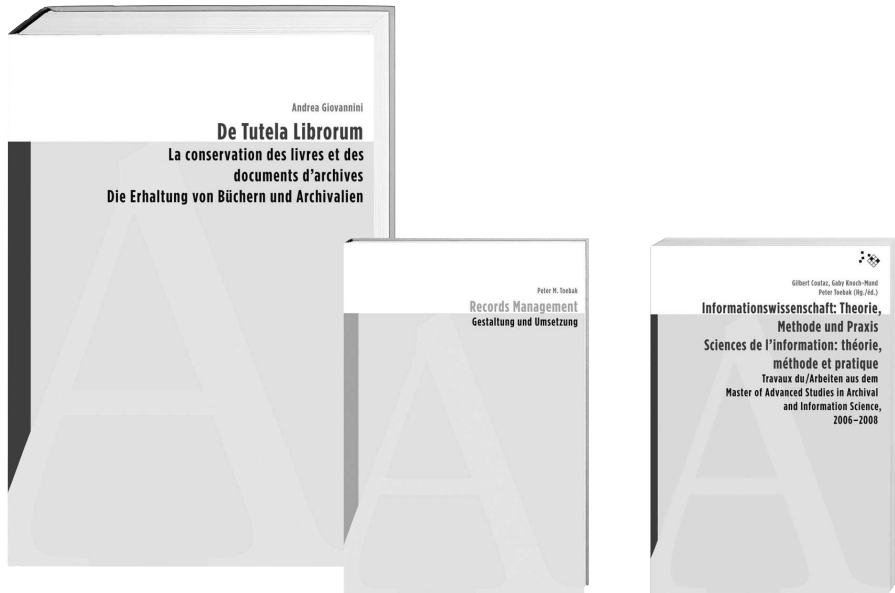 Andrea Giovannini
De Tutela Librorum
La conservation des livres et des
documents d'archives
Die Erhaltung von Büchern und Archivalien
Peter M. Toebak
Records Management
Gestaltung und Umsetzung
Gilbert Coutaz, Gaby Knoch-Mund
Peter Toebak (Hg./éd.)
Informationswissenschaft: Theorie,
Methode und Praxis
Sciences de l'information: théorie,
méthode et pratique
Travaux du/Arbeiten aus dem
Master of Advanced Studies in Archival
and Information Science,
2006–2008